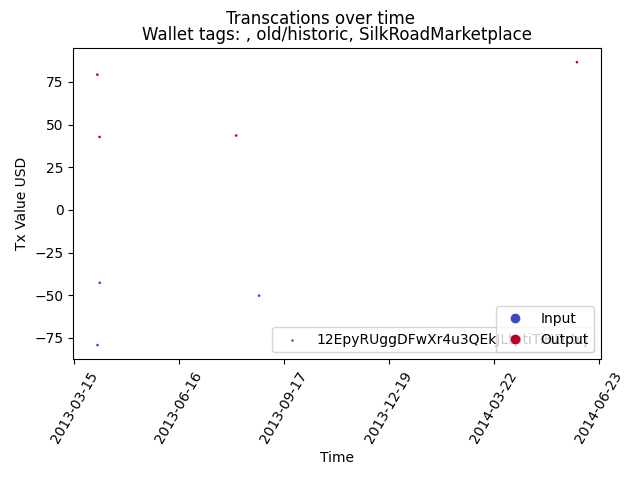 Transcations over time
Wallet tags: , old/historic, SilkRoadMarketplace
Tx Value USD
75
50
25
0
−25
−50
−75
Input
Output
2013-03-15
2013-06-16
2013-09-17
2013-12-19
2014-03-22
2014-06-23
Time